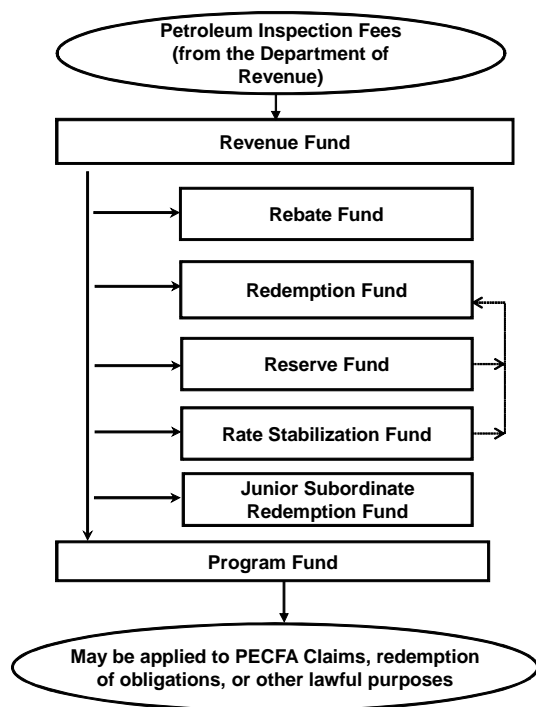 Petroleum Inspection Fees
(from the Department of
Revenue)
Revenue Fund
Rebate Fund
Redemption Fund
Reserve Fund
Rate Stabilization Fund
Junior Subordinate
Redemption Fund
Program Fund
May be applied to PECFA Claims, redemption
of obligations, or other lawful purposes